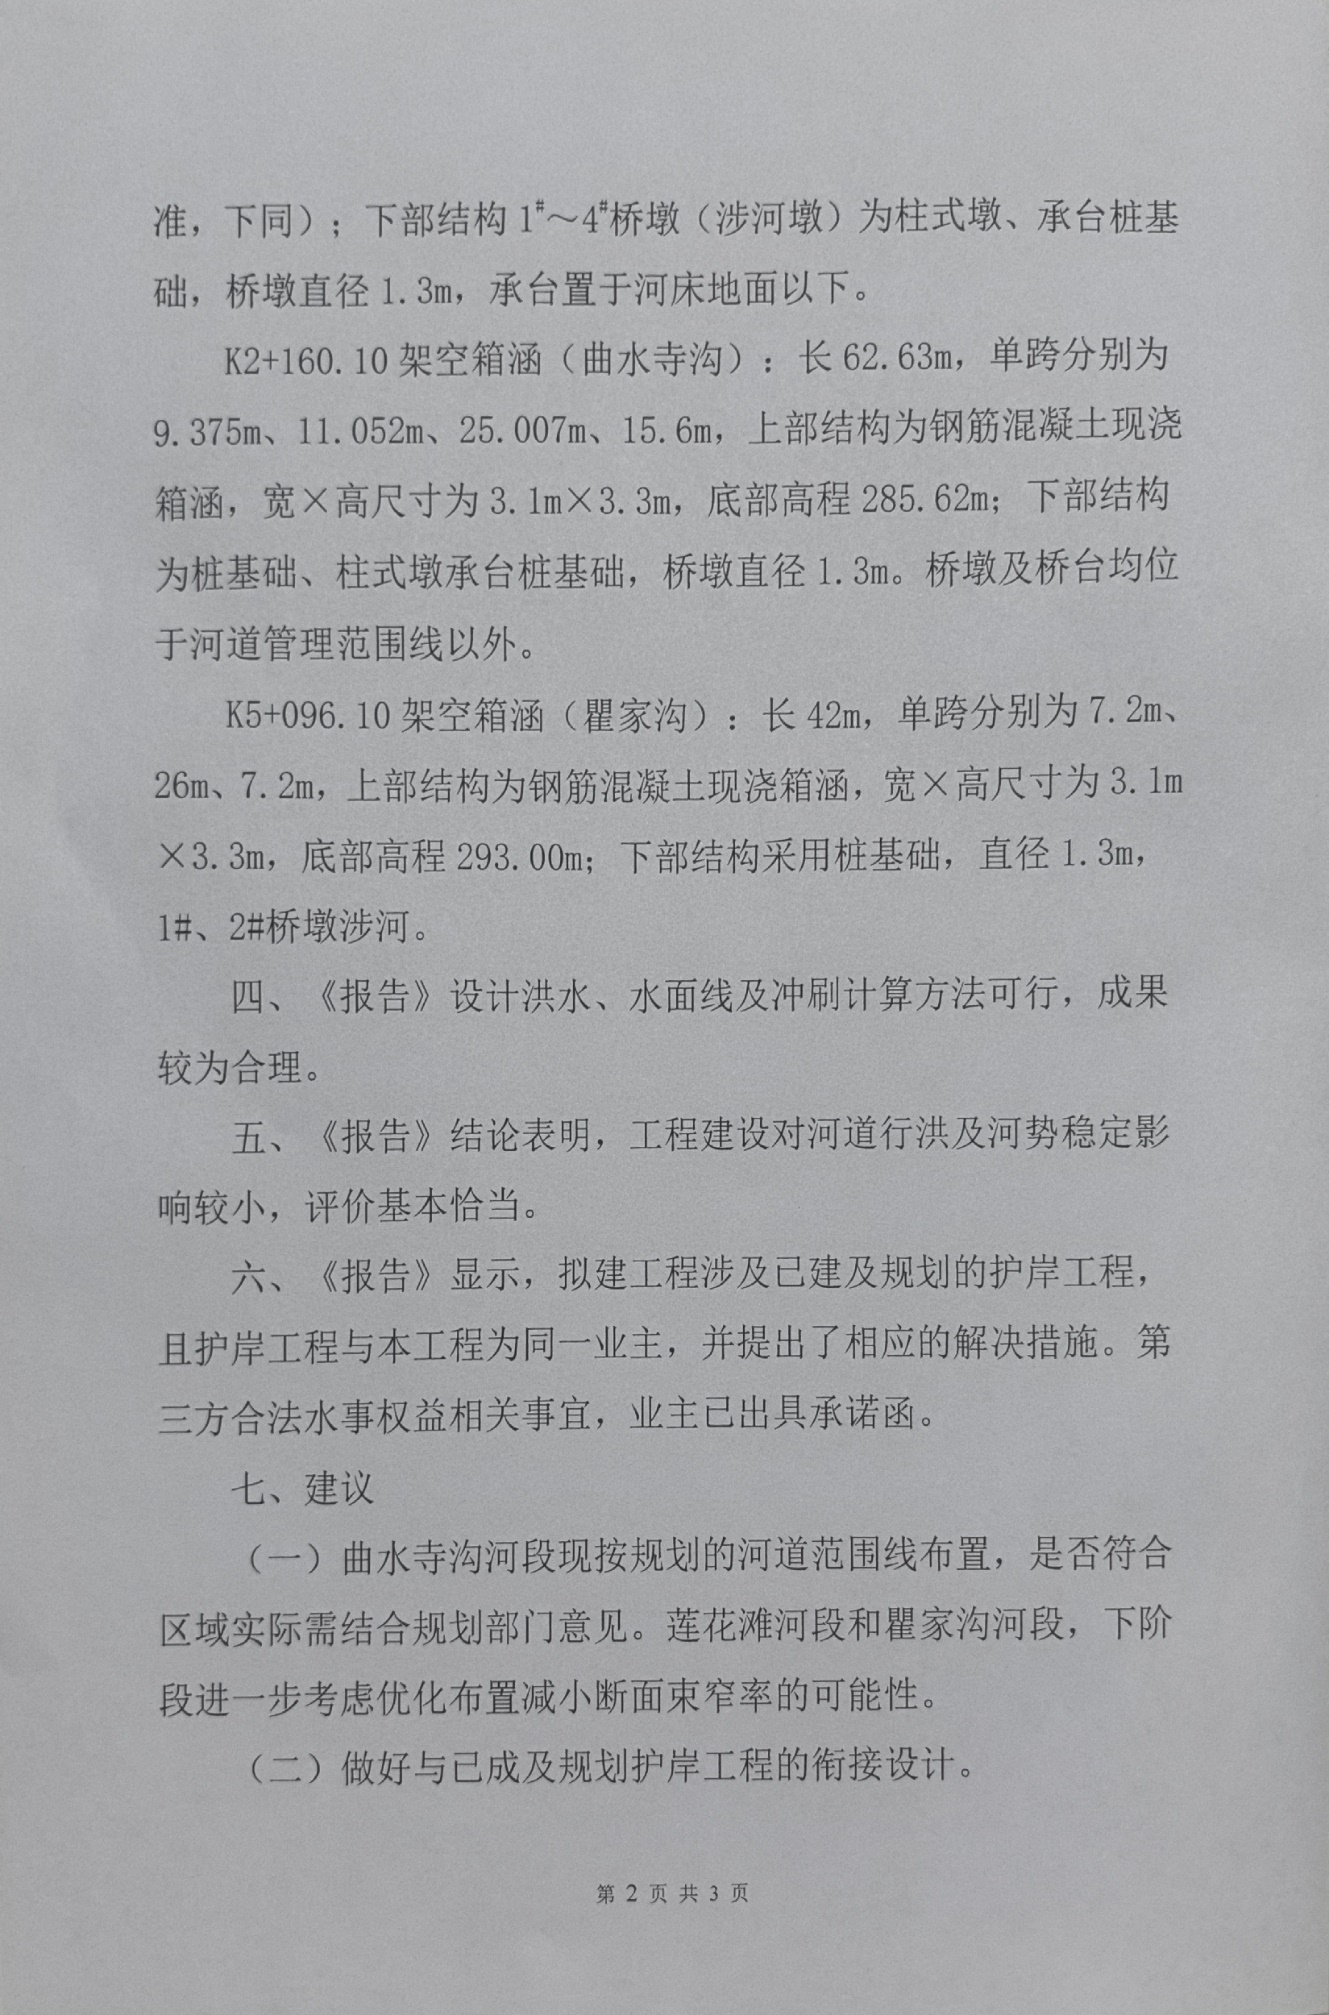 准，下同）；下部结构 1#～4#桥墩（涉河墩）为柱式墩、承台桩基
础，桥墩直径 1.3m，承台置于河床地面以下。
K2+160.10 架空箱涵（曲水寺沟）：长 62.63m，单跨分别为
9.375m、11.052m、25.007m、15.6m，上部结构为钢筋混凝土现浇
箱涵，宽×高尺寸为 3.1m×3.3m，底部高程 285.62m；下部结构
为桩基础、柱式墩承台桩基础，桥墩直径 1.3m。桥墩及桥台均位
于河道管理范围线以外。
K5+096.10 架空箱涵（瞿家沟）：长 42m，单跨分别为 7.2m、
26m、7.2m，上部结构为钢筋混凝土现浇箱涵，宽×高尺寸为 3.1m
×3.3m，底部高程 293.00m；下部结构采用桩基础，直径 1.3m，
1#、2#桥墩涉河。
四、《报告》设计洪水、水面线及冲刷计算方法可行，成果
较为合理。
五、《报告》结论表明，工程建设对河道行洪及河势稳定影
响较小，评价基本恰当。
六、《报告》显示，拟建工程涉及已建及规划的护岸工程，
且护岸工程与本工程为同一业主，并提出了相应的解决措施。第
三方合法水事权益相关事宜，业主已出具承诺函。
七、建议
（一）曲水寺沟河段现按规划的河道范围线布置，是否符合
区域实际需结合规划部门意见。莲花滩河段和瞿家沟河段，下阶
段进一步考虑优化布置减小断面束窄率的可能性。
（二）做好与已成及规划护岸工程的衔接设计。
第 2 页 共 3 页